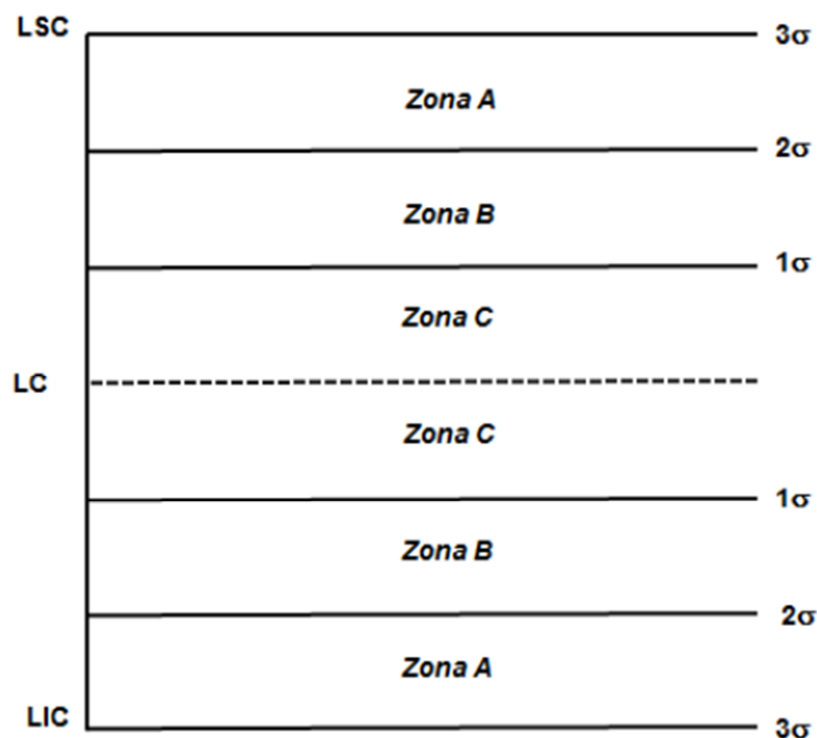 LSC 3σ
Zona A
2σ
Zona B
1σ
Zona C
LC
Zona C
1σ
Zona B
2σ
Zona A
LIC 3σ